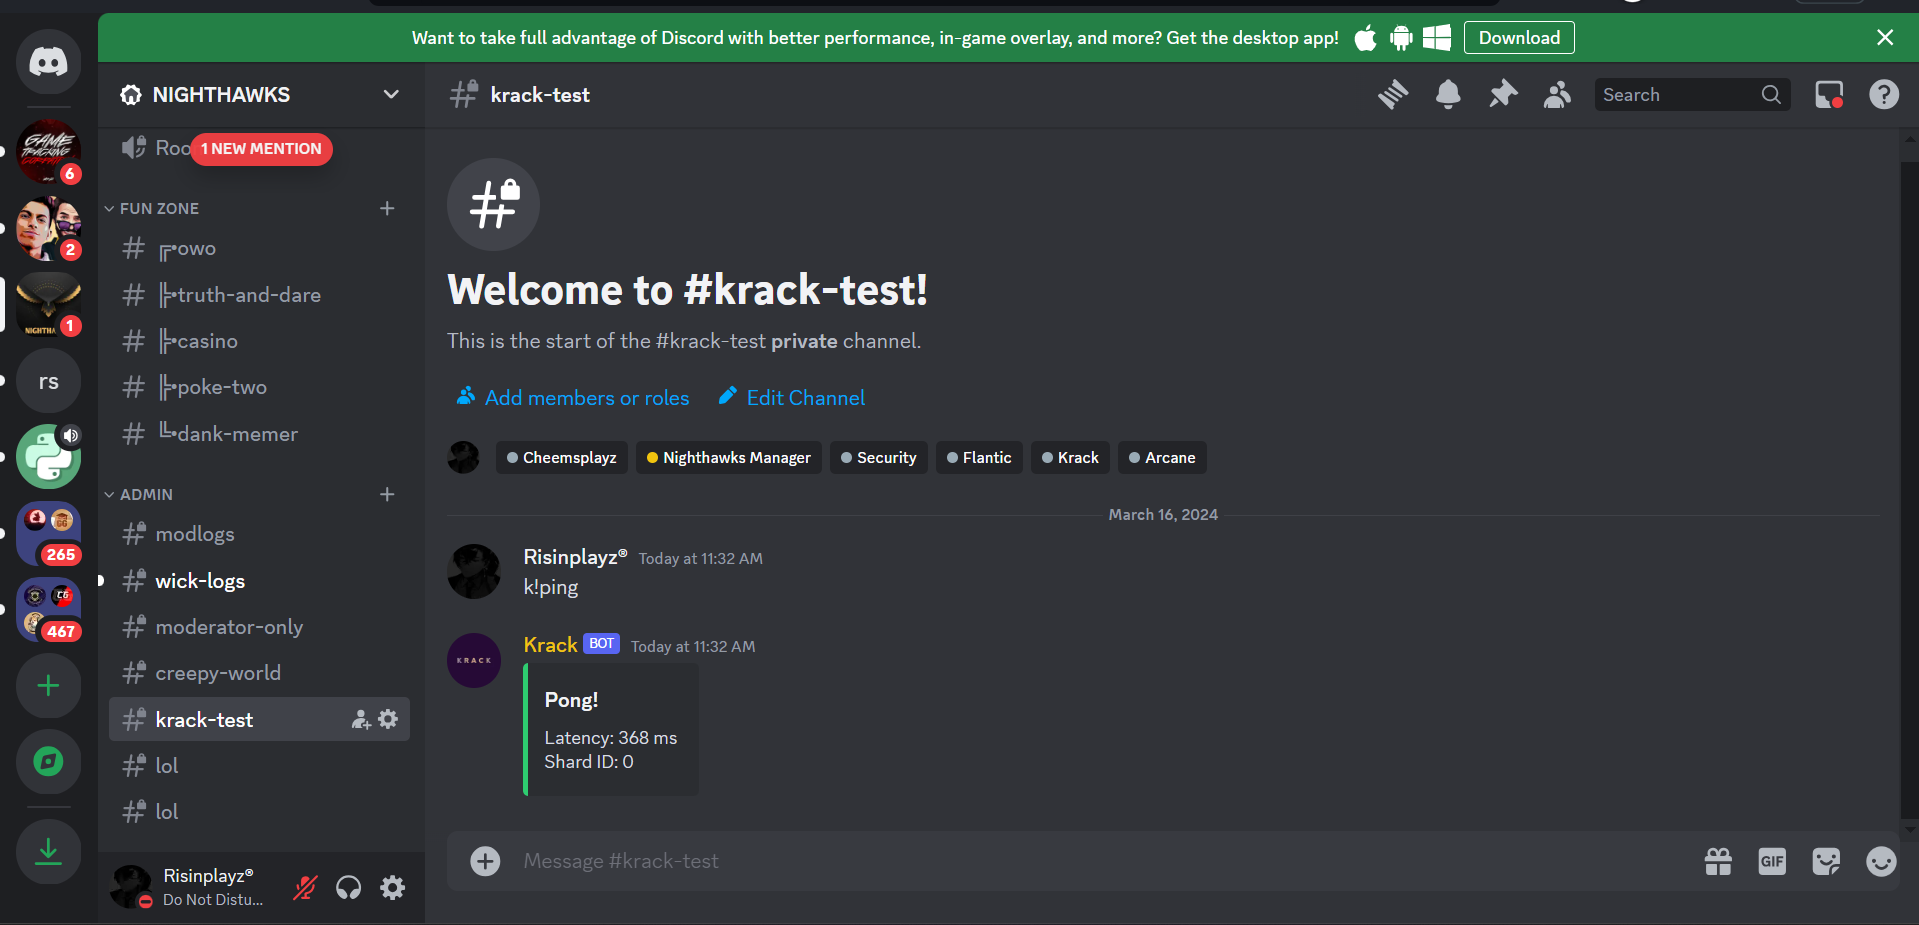 Want to take full advantage of Discord with better performance, in-game overlay, and more? Get the desktop app!
Download
NIGHTHAWKS
krack-test
Search
Roo
1 NEW MENTION
GAME TRACKING
6
2
NIGHTHA
1
rs
265
467
FUN ZONE
╔•owo
╠•truth-and-dare
╠•casino
╠•poke-two
╚•dank-memer
ADMIN
modlogs
wick-logs
moderator-only
creepy-world
krack-test
lol
lol
Risinplayz®
Do Not Distu...
Welcome to #krack-test!
This is the start of the #krack-test private channel.
Add members or roles
Edit Channel
Cheemsplayz
Nighthawks Manager
Security
Flantic
Krack
Arcane
March 16, 2024
Risinplayz® Today at 11:32 AM
k!ping
KRACK
Krack BOT Today at 11:32 AM
Pong!
Latency: 368 ms
Shard ID: 0
Message #krack-test
GIF